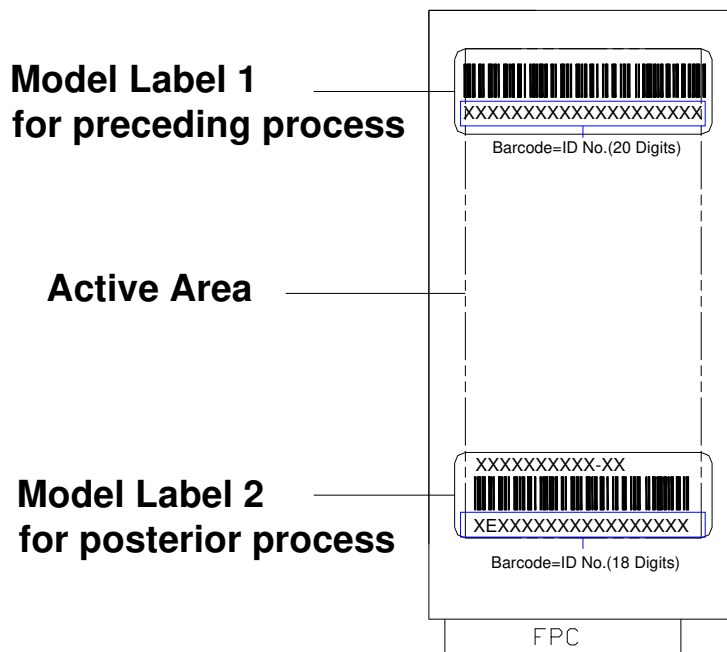 Model Label 1
for preceding process
XXXXXXXXXXXXXXXXXXXX
Barcode=ID No.(20 Digits)
Active Area
Model Label 2
for posterior process
XXXXXXXXXX-XX
XEXXXXXXXXXXXXXXXX
Barcode=ID No.(18 Digits)
FPC